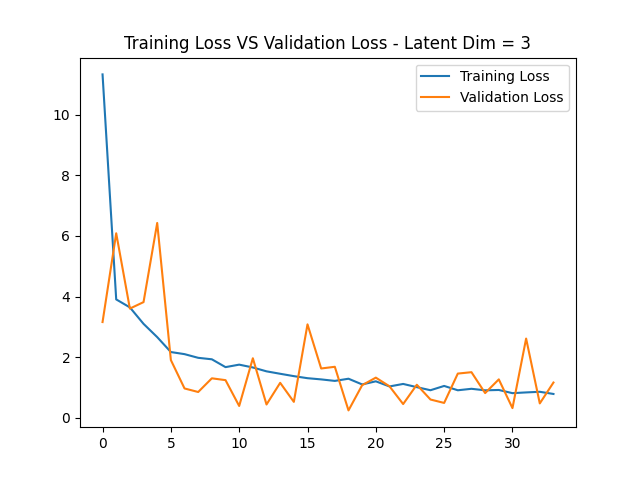 Training Loss VS Validation Loss - Latent Dim = 3
Training Loss
Validation Loss
10
8
6
4
2
0
0 5 10 15 20 25 30